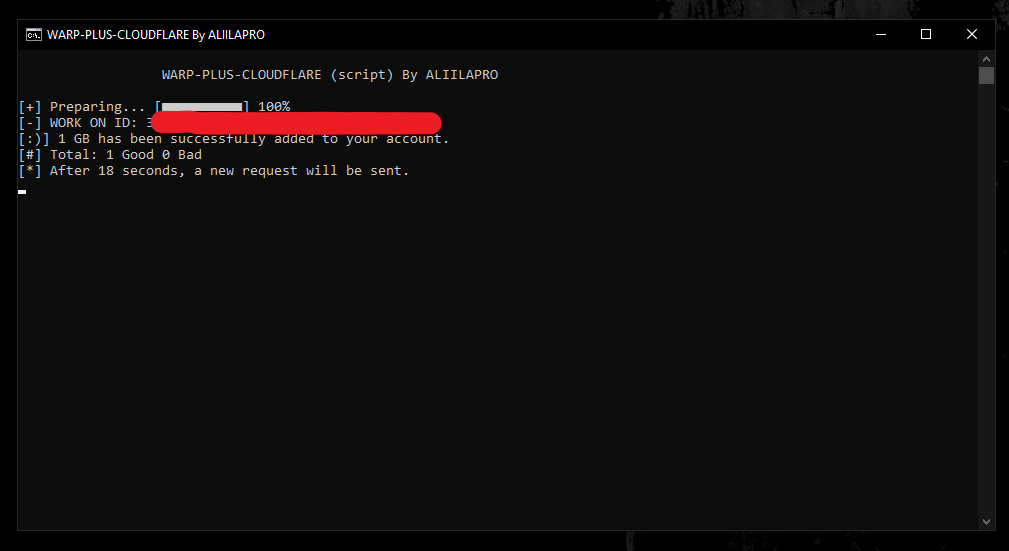 WARP-PLUS-CLOUDFLARE By ALIILAPRO
WARP-PLUS-CLOUDFLARE (script) By ALIILAPRO
[+] Preparing... [■■■■■■■■■■] 100%
[-] WORK ON ID:
[:)] 1 GB has been successfully added to your account.
[#] Total: 1 Good 0 Bad
[*] After 18 seconds, a new request will be sent.